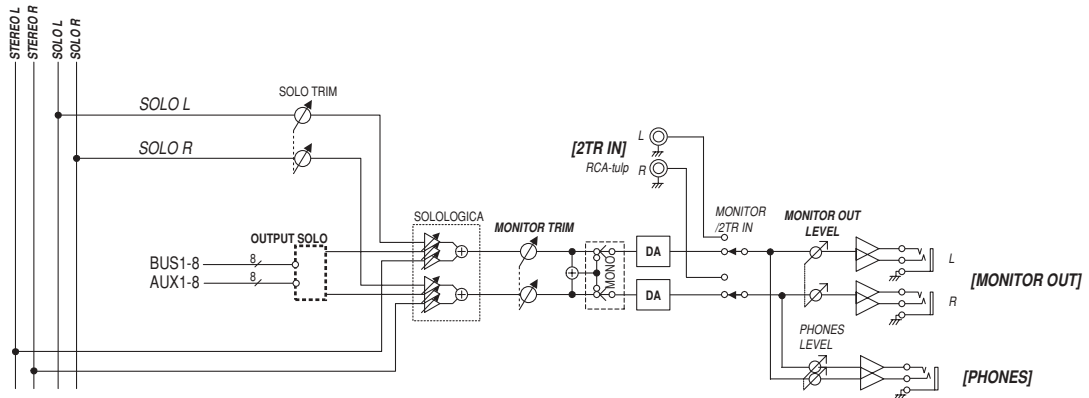 STEREO L
STEREO R
SOLO L
SOLO R
SOLO TRIM
SOLO L
SOLO R
[2TR IN]
RCA-tulp
L
R
SOLOLOGICA
MONITOR TRIM
MONITOR
/2TR IN
MONITOR OUT
LEVEL
OUTPUT SOLO
BUS1-8
8
AUX1-8
8
MONO
DA
DA
L
R
[MONITOR OUT]
PHONES
LEVEL
[PHONES]